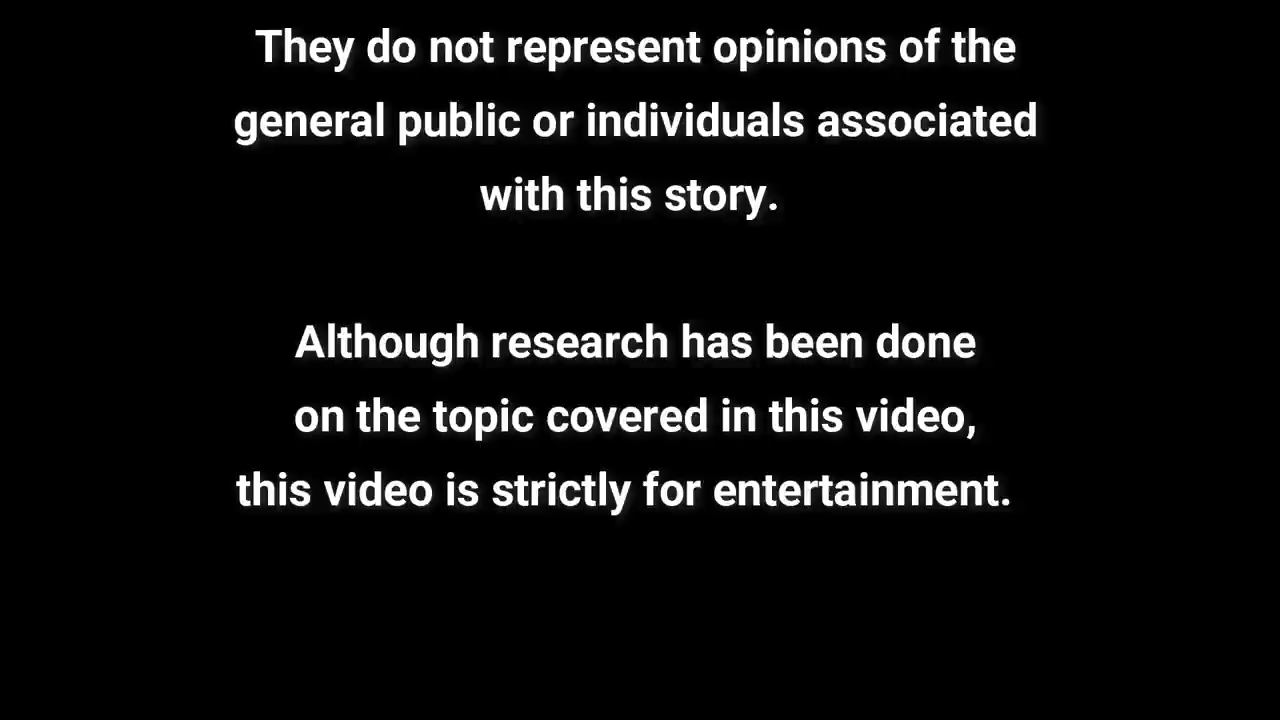 They do not represent opinions of the
general public or individuals associated
with this story.
Although research has been done
on the topic covered in this video,
this video is strictly for entertainment.